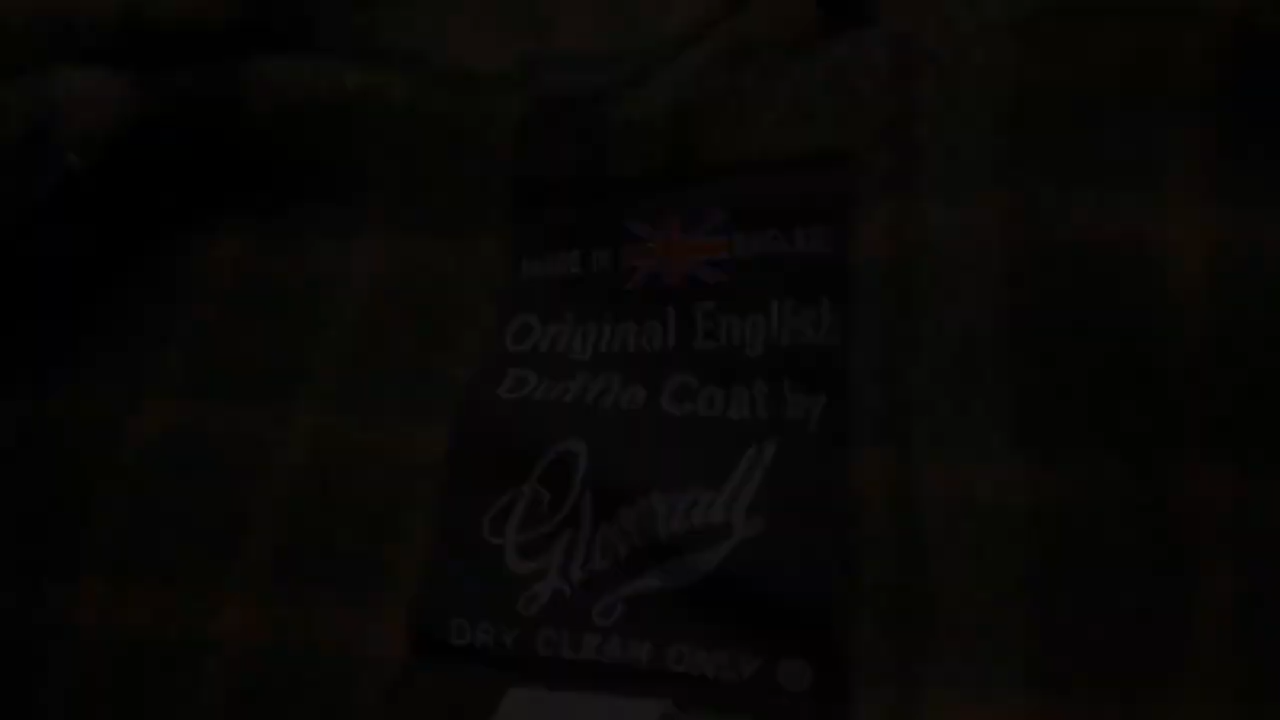 MADE IN ENGLAND
Original English
Duffle Coat by
Gloverall
DRY CLEAN ONLY